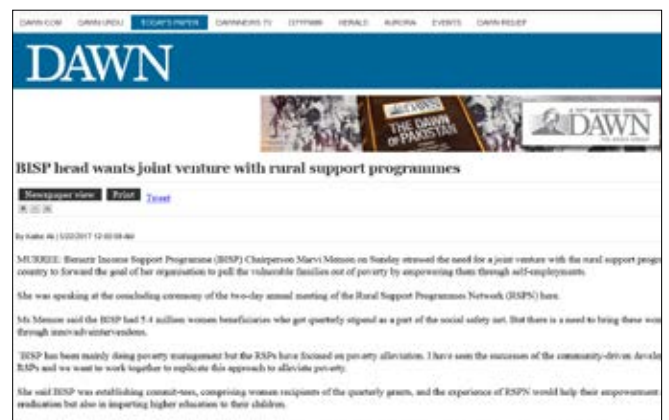 DAWN.COM DAWN URDU TODAY'S PAPER DAWNNEWS TV CITYFM89 HERALD AURORA EVENTS DAWN RELIEF
DAWN
THE DAWN OF PAKISTAN
DAWN
BISP head wants joint venture with rural support programmes
Newspaper view Print Tweet
MURREE: Benazir Income Support Programme (BISP) Chairperson Marvi Memon on Sunday stressed the need for a joint venture with the rural support
country to forward the goal of her organisation to pull the vulnerable families out of poverty by empowering them through self-employments.
She was speaking at the concluding ceremony of the two-day annual meeting of the Rural Support Programmes Network (RSPN) here.
Ms Memon said the BISP had 5.4 million women beneficiaries who got quarterly stipend as a part of the social safety net. But there is a need to bring these
through
'BISP has been mainly doing poverty management but the RSPs have focused on poverty alleviation. I have seen the successes of the community-driven
RSPs and we want to work together to replicate this approach to alleviate poverty.
She said BISP was establishing commit-tees, comprising women recipients of the quarterly grants, and the experience of RSPN would help their empowerment
eradication but also in imparting higher education to their children.